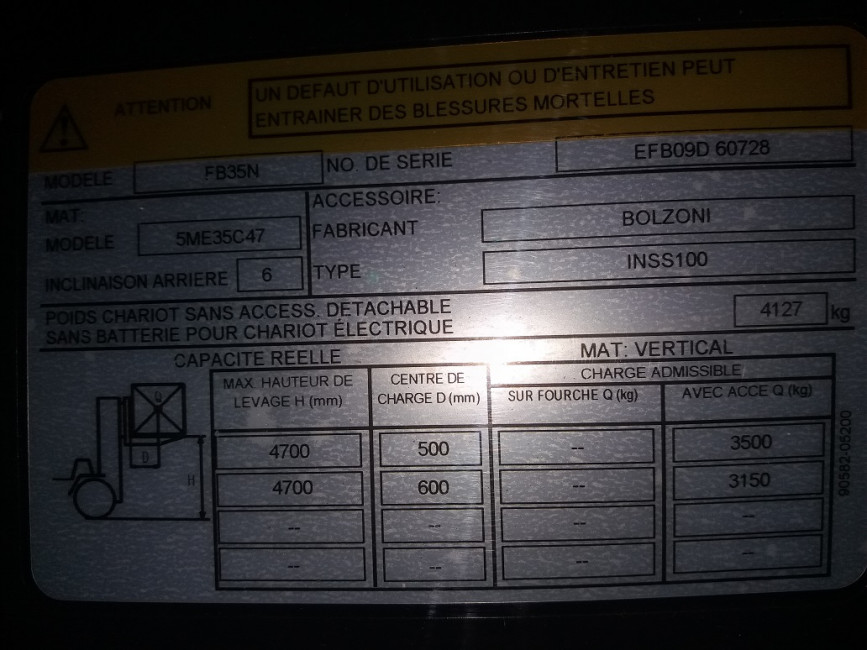 ATTENTION
UN DEFAUT D'UTILISATION OU D'ENTRETIEN PEUT
ENTRAINER DES BLESSURES MORTELLES
MODELE FB35N NO. DE SERIE EFB09D 60728
MAT: ACCESSOIRE:
MODELE 5ME35C47 FABRICANT BOLZONI
INCLINAISON ARRIERE 6 TYPE INSS100
POIDS CHARIOT SANS ACCESS. DETACHABLE
SANS BATTERIE POUR CHARIOT ÉLECTRIQUE 4127 kg
CAPACITE REELLE MAT: VERTICAL
MAX. HAUTEUR DE LEVAGE H (mm) CENTRE DE CHARGE D (mm) CHARGE ADMISSIBLE
SUR FOURCHE Q (kg) AVEC ACCE Q (kg)
4700 500 -- 3500
4700 600 -- 3150
-- -- -- --
-- -- -- --
Q
D
H
90582-06200